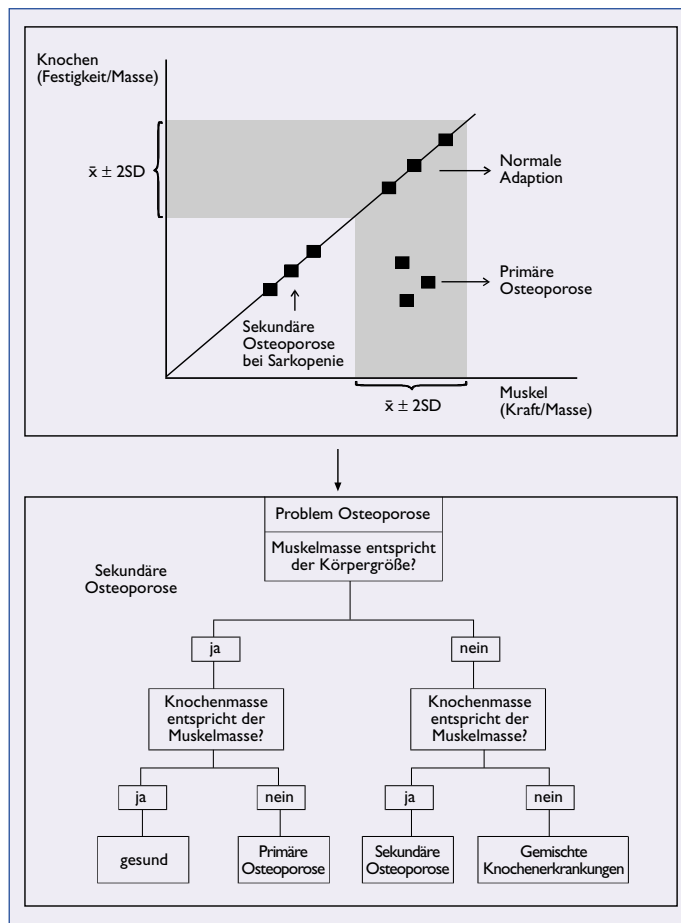 Knochen
(Festigkeit/Masse)
x̄ ± 2SD
Normale
Adaption
Primäre
Osteoporose
Sekundäre
Osteoporose
bei Sarkopenie
x̄ ± 2SD
Muskel
(Kraft/Masse)
Problem Osteoporose
Muskelmasse entspricht
der Körpergröße?
Sekundäre
Osteoporose
ja
nein
Knochenmasse
entspricht der
Muskelmasse?
Knochenmasse
entspricht der
Muskelmasse?
ja
nein
ja
nein
gesund
Primäre
Osteoporose
Sekundäre
Osteoporose
Gemischte
Knochenerkrankungen